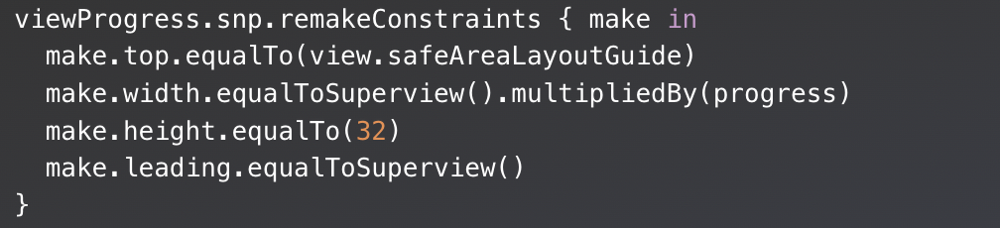 viewProgress.snp.remakeConstraints { make in
  make.top.equalTo(view.safeAreaLayoutGuide)
  make.width.equalToSuperview().multipliedBy(progress)
  make.height.equalTo(32)
  make.leading.equalToSuperview()
}